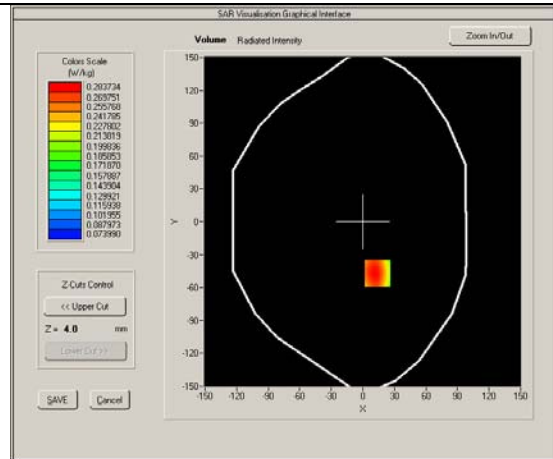 SAR Visualisation Graphical Interface
Volume Radiated Intensity
Zoom In/Out
Colors Scale
(W/kg)
0.283734
0.269751
0.255768
0.241785
0.227802
0.213819
0.199836
0.185853
0.171870
0.157887
0.143904
0.129921
0.115938
0.101955
0.087973
0.073990
Z-Cuts Control
<< Upper Cut
Z = 4.0 mm
Lower Cut >>
SAVE Cancel
150-
120-
90-
60-
30-
0-
-30-
-60-
-90-
-120-
-150-
Y
-150 -120 -90 -60 -30 0 30 60 90 120 150
X